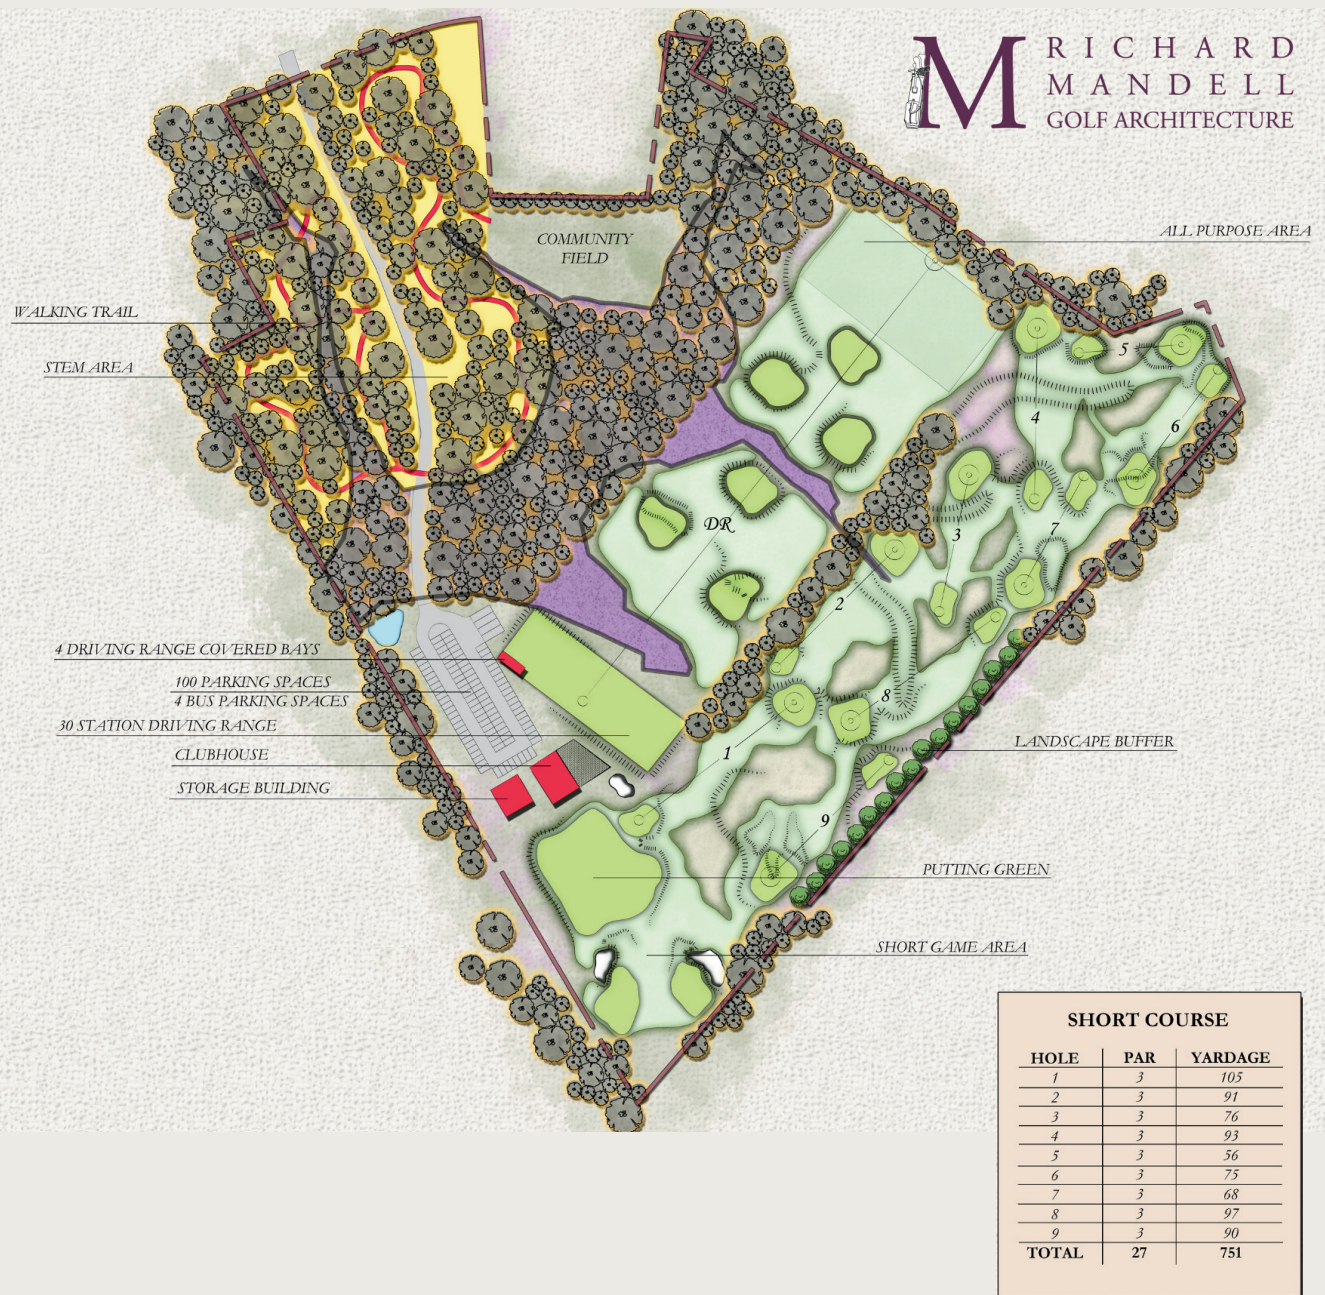 M RICHARD
MANDELL
GOLF ARCHITECTURE
COMMUNITY
FIELD
ALL PURPOSE AREA
WALKING TRAIL
STEM AREA
5
4
6
3
7
DR
2
4 DRIVING RANGE COVERED BAYS
100 PARKING SPACES
4 BUS PARKING SPACES
30 STATION DRIVING RANGE
CLUBHOUSE
STORAGE BUILDING
8
1
LANDSCAPE BUFFER
9
PUTTING GREEN
SHORT GAME AREA
SHORT COURSE
HOLE PAR YARDAGE
1 3 105
2 3 91
3 3 76
4 3 93
5 3 56
6 3 75
7 3 68
8 3 97
9 3 90
TOTAL 27 751